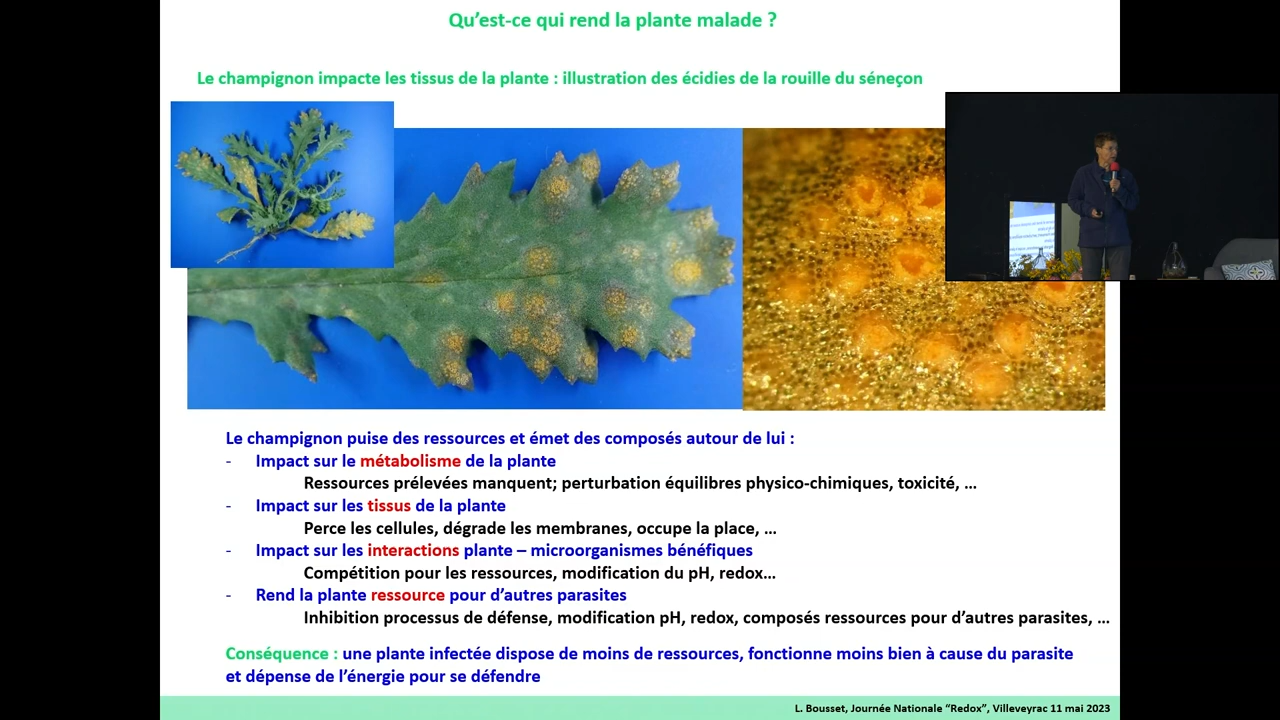 Qu’est-ce qui rend la plante malade ?
Le champignon impacte les tissus de la plante : illustration des écidies de la rouille du séneçon
Le champignon puise des ressources et émet des composés autour de lui :
- Impact sur le métabolisme de la plante
Ressources prélevées manquent; perturbation équilibres physico-chimiques, toxicité, ...
- Impact sur les tissus de la plante
Perce les cellules, dégrade les membranes, occupe la place, ...
- Impact sur les interactions plante – microorganismes bénéfiques
Compétition pour les ressources, modification du pH, redox...
- Rend la plante ressource pour d’autres parasites
Inhibition processus de défense, modification pH, redox, composés ressources pour d’autres parasites, ...
Conséquence : une plante infectée dispose de moins de ressources, fonctionne moins bien à cause du parasite
et dépense de l’énergie pour se défendre
L. Bousset, Journée Nationale “Redox”, Villeveyrac 11 mai 2023